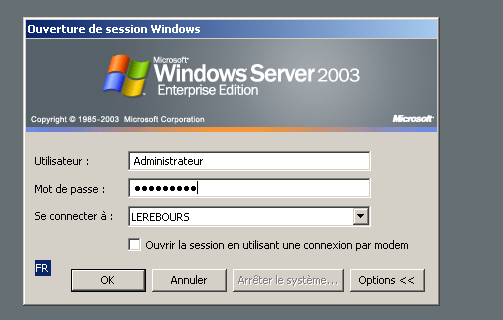 Ouverture de session Windows
Microsoft
Windows Server 2003
Enterprise Edition
Copyright © 1985-2003 Microsoft Corporation
Microsoft
Utilisateur :
Administrateur
Mot de passe :
●●●●●●●●●
Se connecter à :
LEREBOURS
Ouvrir la session en utilisant une connexion par modem
FR
OK
Annuler
Arrêter le système...
Options <<